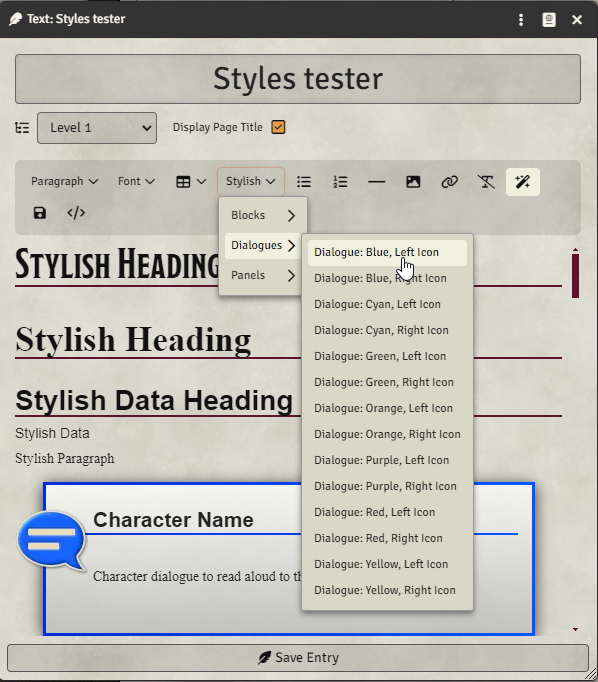 Text: Styles tester
Styles tester
Level 1
Display Page Title
Paragraph
Font
Stylish
Blocks
Dialogues
Panels
Dialogue: Blue, Left Icon
Dialogue: Blue, Right Icon
Dialogue: Cyan, Left Icon
Dialogue: Cyan, Right Icon
Dialogue: Green, Left Icon
Dialogue: Green, Right Icon
Dialogue: Orange, Left Icon
Dialogue: Orange, Right Icon
Dialogue: Purple, Left Icon
Dialogue: Purple, Right Icon
Dialogue: Red, Left Icon
Dialogue: Red, Right Icon
Dialogue: Yellow, Left Icon
Dialogue: Yellow, Right Icon
Stylish Heading
Stylish Heading
Stylish Data Heading
Stylish Data
Stylish Paragraph
Character Name
Character dialogue to read aloud to th
Save Entry